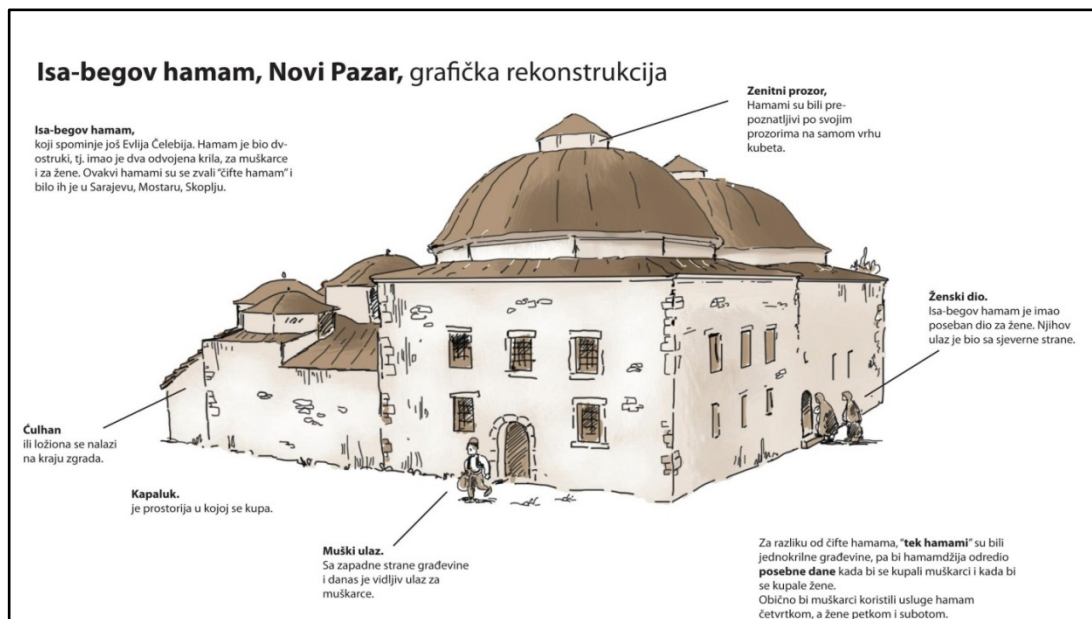 Isa-begov hamam, Novi Pazar, grafička rekonstrukcija
Isa-begov hamam,
koji spominje još Evlija Čelebija. Hamam je bio dv-
ostruki, tj. imao je dva odvojena krila, za muškarce
i za žene. Ovakvi hamami su se zvali "čifte hamam" i
bilo ih je u Sarajevu, Mostaru, Skoplju.
Zenitni prozor,
Hamami su bili pre-
poznatljivi po svojim
prozorima na samom vrhu
kubeta.
Ženski dio.
Isa-begov hamam je imao
poseban dio za žene. Njihov
ulaz je bio sa sjeverne strane.
Ćulhan
ili ložiona se nalazi
na kraju zgrada.
Kapaluk.
je prostorija u kojoj se kupa.
Muški ulaz.
Sa zapadne strane građevine
i danas je vidljiv ulaz za
muškarce.
Za razliku od čifte hamama, "tek hamami" su bili
jednokrilne građevine, pa bi hamamdžija odredio
posebne dane kada bi se kupali muškarci i kada bi
se kupale žene.
Obično bi muškarci koristili usluge hamam
četvrtkom, a žene petkom i subotom.